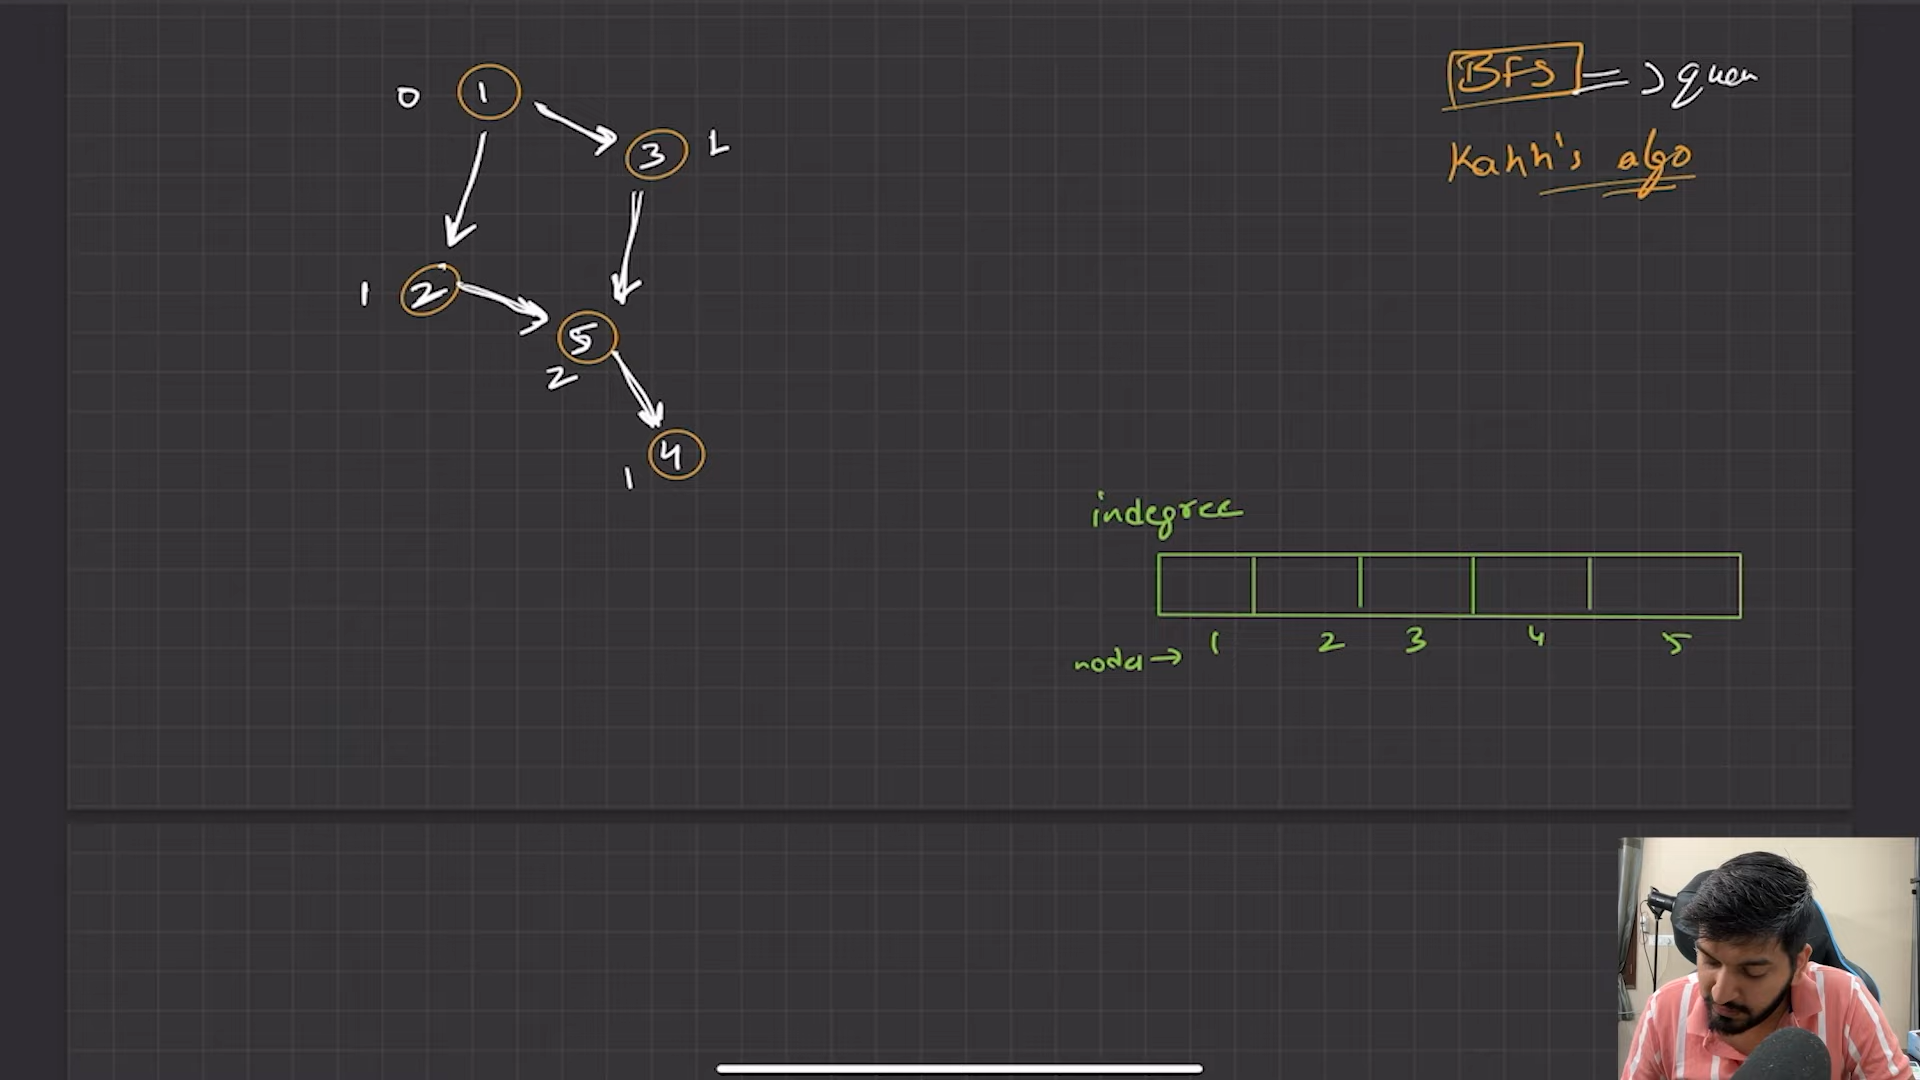 BFS => queu
Kahn's algo
0 1
3 1
1 2
5
2
4
1
indegree
node → 1 2 3 4 5